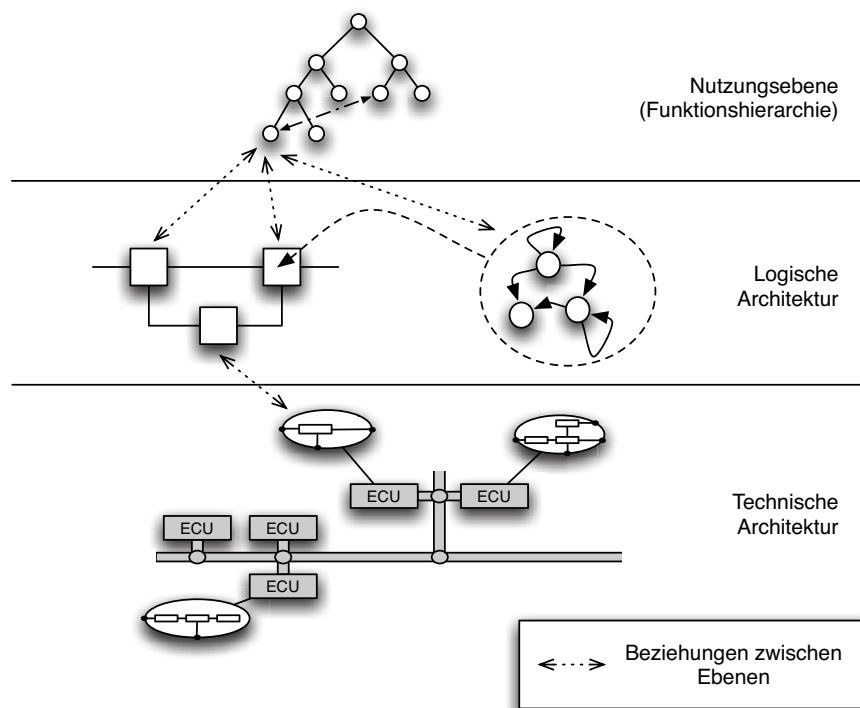 Nutzungsebene
(Funktionshierarchie)
Logische
Architektur
ECU
ECU
Technische
Architektur
ECU
ECU
ECU
Beziehungen zwischen
Ebenen